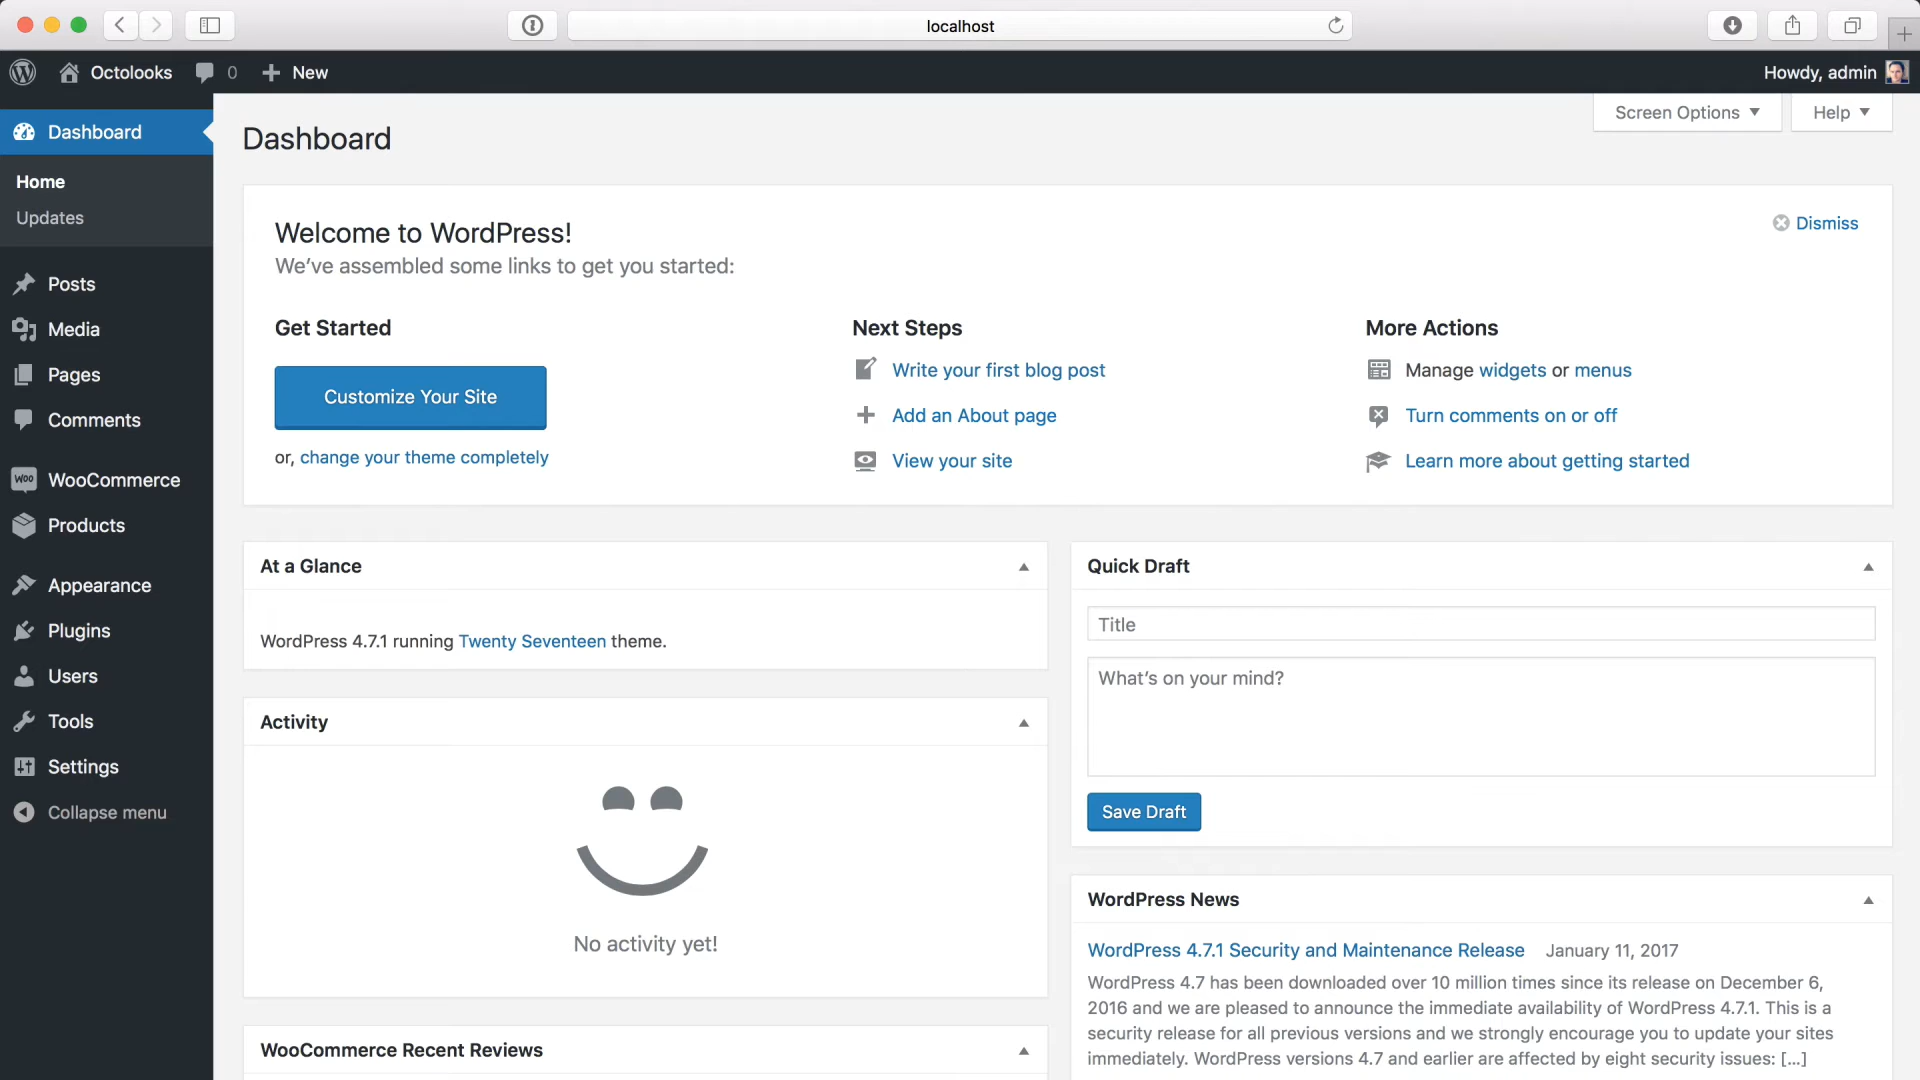 localhost
Octolooks 0 New Howdy, admin
Screen Options Help
Dashboard
Home
Updates
Posts
Media
Pages
Comments
WooCommerce
Products
Appearance
Plugins
Users
Tools
Settings
Collapse menu
Dashboard
Welcome to WordPress!
Dismiss
We’ve assembled some links to get you started:
Get Started
Customize Your Site
or, change your theme completely
Next Steps
Write your first blog post
Add an About page
View your site
More Actions
Manage widgets or menus
Turn comments on or off
Learn more about getting started
At a Glance
WordPress 4.7.1 running Twenty Seventeen theme.
Activity
No activity yet!
WooCommerce Recent Reviews
Quick Draft
Title
What’s on your mind?
Save Draft
WordPress News
WordPress 4.7.1 Security and Maintenance Release January 11, 2017
WordPress 4.7 has been downloaded over 10 million times since its release on December 6,
2016 and we are pleased to announce the immediate availability of WordPress 4.7.1. This is a
security release for all previous versions and we strongly encourage you to update your sites
immediately. WordPress versions 4.7 and earlier are affected by eight security issues: […]